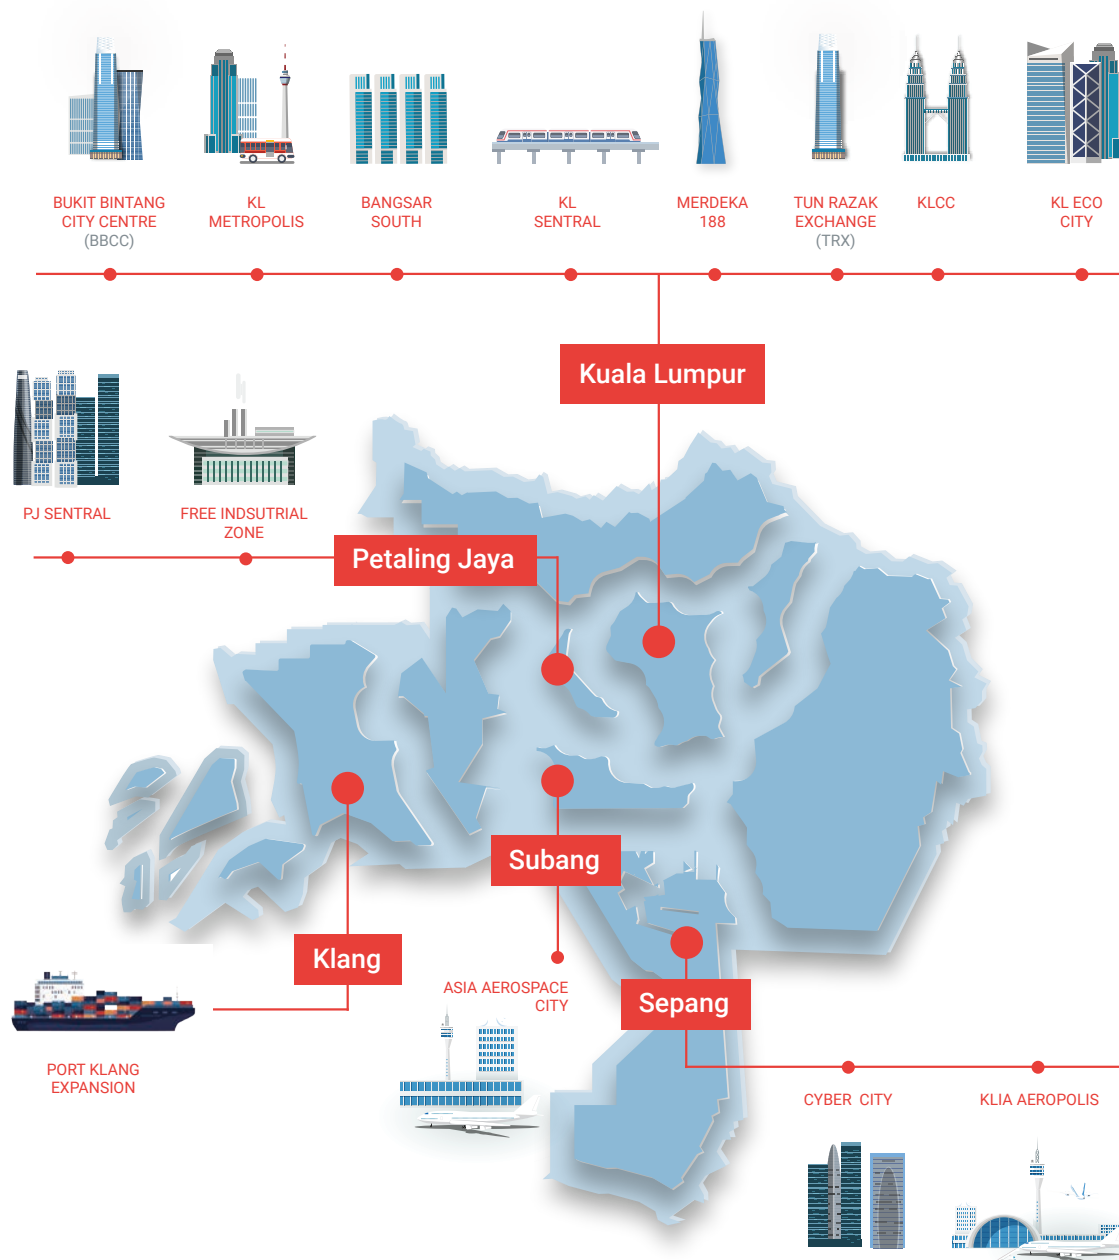 BUKIT BINTANG
CITY CENTRE
(BBCC)
KL
METROPOLIS
BANGSAR
SOUTH
KL
SENTRAL
MERDEKA
188
TUN RAZAK
EXCHANGE
(TRX)
KLCC
KL ECO
CITY
Kuala Lumpur
PJ SENTRAL
FREE INDSUTRIAL
ZONE
Petaling Jaya
Subang
Klang
ASIA AEROSPACE
CITY
Sepang
PORT KLANG
EXPANSION
CYBER CITY
KLIA AEROPOLIS